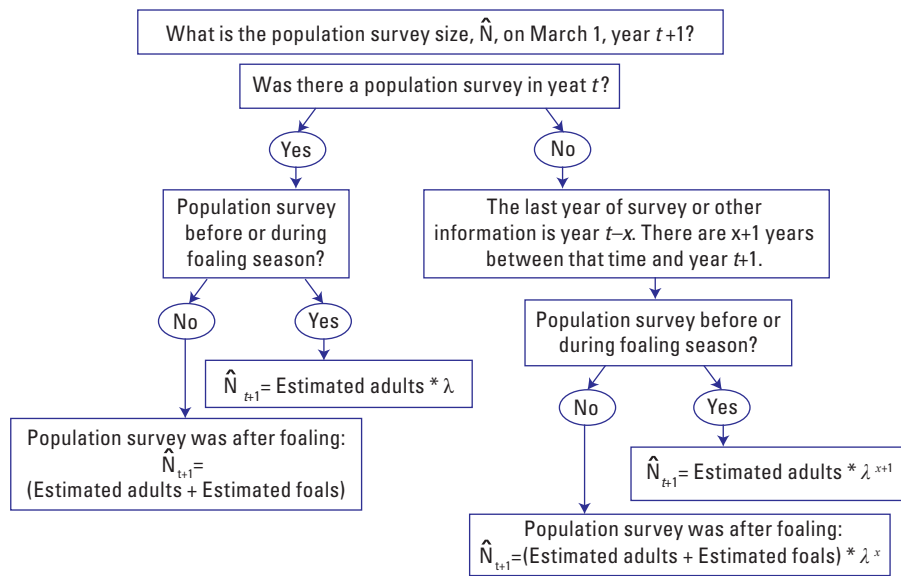 What is the population survey size, N̂, on March 1, year t+1?
Was there a population survey in yeat t?
Yes
No
Population survey
before or during
foaling season?
The last year of survey or other
information is year t–x. There are x+1 years
between that time and year t+1.
No
Yes
Population survey before or
during foaling season?
N̂ t+1= Estimated adults * λ
No
Yes
Population survey was after foaling:
N̂t+1=
(Estimated adults + Estimated foals)
N̂t+1= Estimated adults * λ x+1
Population survey was after foaling:
N̂t+1=(Estimated adults + Estimated foals) * λ x